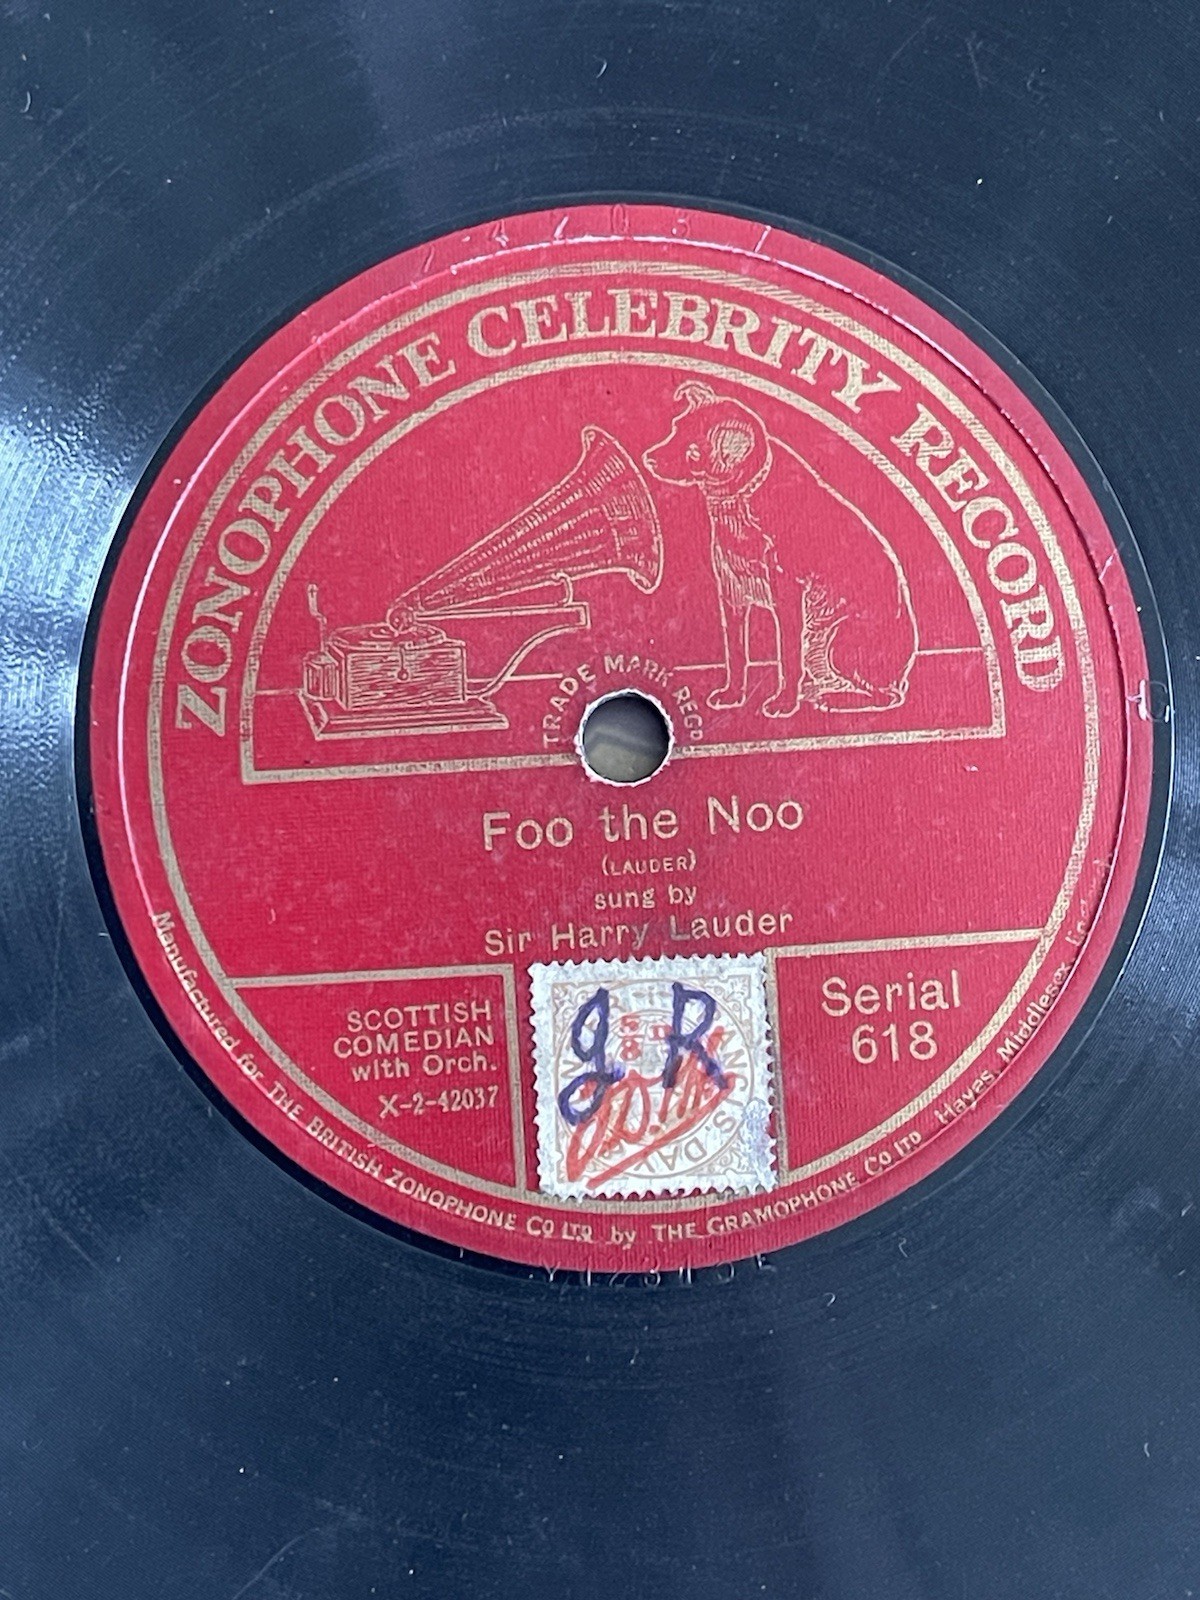 ZONOPHONE CELEBRITY RECORD
TRADE MARK REGD
Foo the Noo
(LAUDER)
sung by
Sir Harry Lauder
SCOTTISH
COMEDIAN
with Orch.
X-2-42037
Serial
618
g R
Manufactured for THE BRITISH ZONOPHONE CO LTD by THE GRAMOPHONE CO LTD Hayes, Middlesex